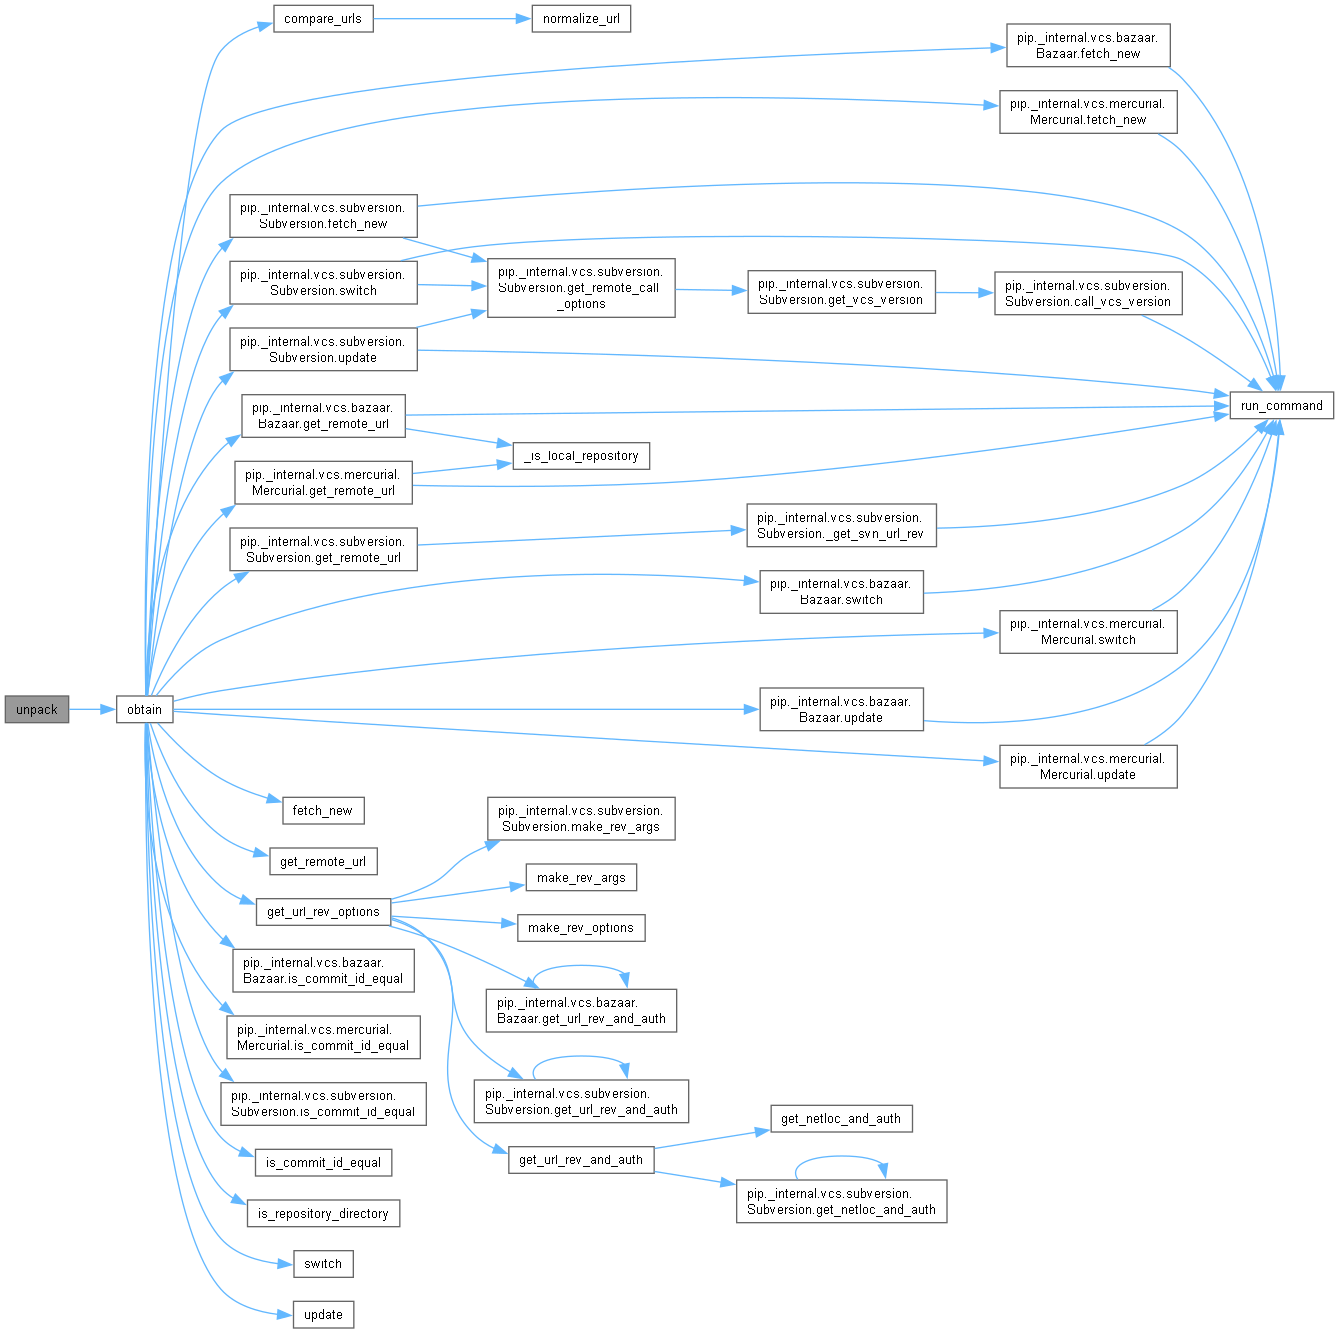 compare_urls
normalize_url
pip._internal.vcs.bazaar.
Bazaar.fetch_new
pip._internal.vcs.mercurial.
Mercurial.fetch_new
pip._internal.vcs.subversion.
Subversion.fetch_new
pip._internal.vcs.subversion.
Subversion.switch
pip._internal.vcs.subversion.
Subversion.get_remote_call
_options
pip._internal.vcs.subversion.
Subversion.get_vcs_version
pip._internal.vcs.subversion.
Subversion.call_vcs_version
pip._internal.vcs.subversion.
Subversion.update
pip._internal.vcs.bazaar.
Bazaar.get_remote_url
run_command
_is_local_repository
pip._internal.vcs.mercurial.
Mercurial.get_remote_url
pip._internal.vcs.subversion.
Subversion.get_remote_url
pip._internal.vcs.subversion.
Subversion._get_svn_url_rev
pip._internal.vcs.bazaar.
Bazaar.switch
pip._internal.vcs.mercurial.
Mercurial.switch
unpack
obtain
pip._internal.vcs.bazaar.
Bazaar.update
pip._internal.vcs.mercurial.
Mercurial.update
fetch_new
pip._internal.vcs.subversion.
Subversion.make_rev_args
get_remote_url
make_rev_args
get_url_rev_options
make_rev_options
pip._internal.vcs.bazaar.
Bazaar.is_commit_id_equal
pip._internal.vcs.bazaar.
Bazaar.get_url_rev_and_auth
pip._internal.vcs.mercurial.
Mercurial.is_commit_id_equal
pip._internal.vcs.subversion.
Subversion.is_commit_id_equal
pip._internal.vcs.subversion.
Subversion.get_url_rev_and_auth
get_netloc_and_auth
is_commit_id_equal
get_url_rev_and_auth
pip._internal.vcs.subversion.
Subversion.get_netloc_and_auth
is_repository_directory
switch
update